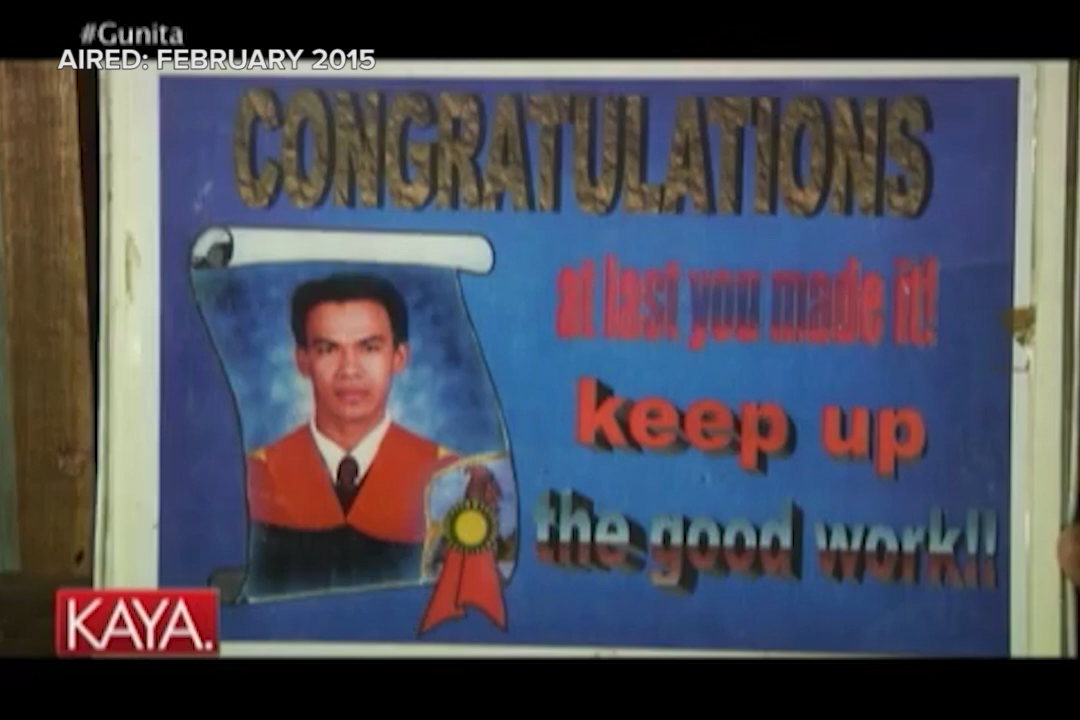 #Gunita
AIRED: FEBRUARY 2015
CONGRATULATIONS
at last you made it!
keep up
the good work!!
KAYA.